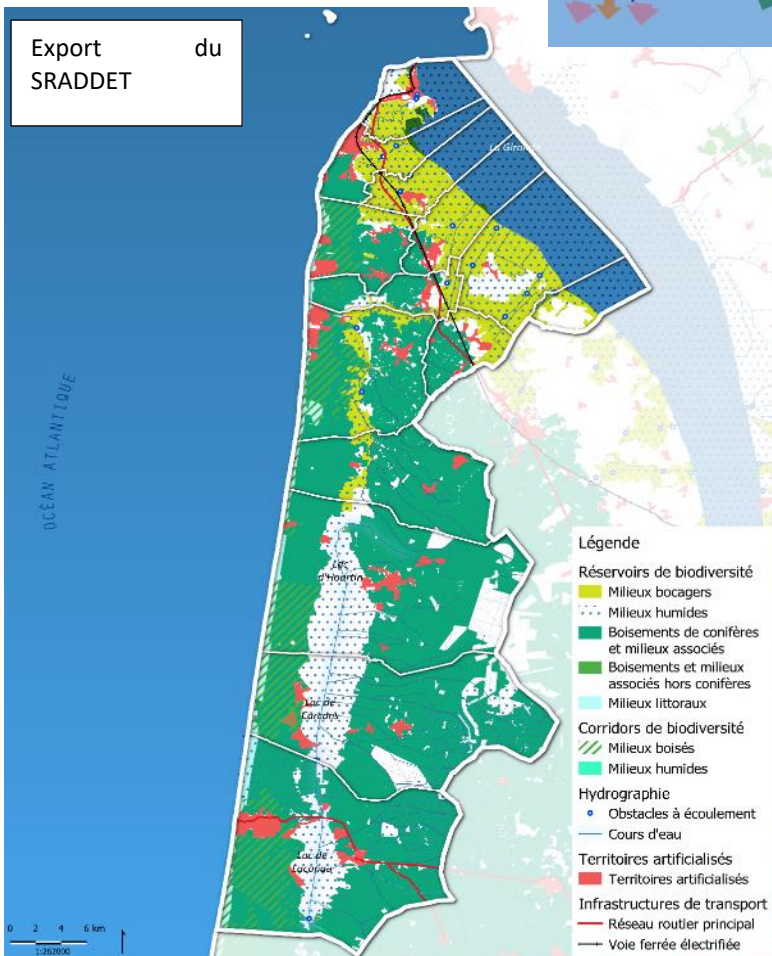 Export du
SRADDET
La Gironde
OCÉAN ATLANTIQUE
Lac
d'Hourtin
Lac de
Carcans
Lac de
Lacanau
Légende
Réservoirs de biodiversité
Milieux bocagers
Milieux humides
Boisements de conifères
et milieux associés
Boisements et milieux
associés hors conifères
Milieux littoraux
Corridors de biodiversité
Milieux boisés
Milieux humides
Hydrographie
Obstacles à écoulement
Cours d'eau
Territoires artificialisés
Territoires artificialisés
Infrastructures de transport
Réseau routier principal
Voie ferrée électrifiée
0 2 4 6 km
1:262000